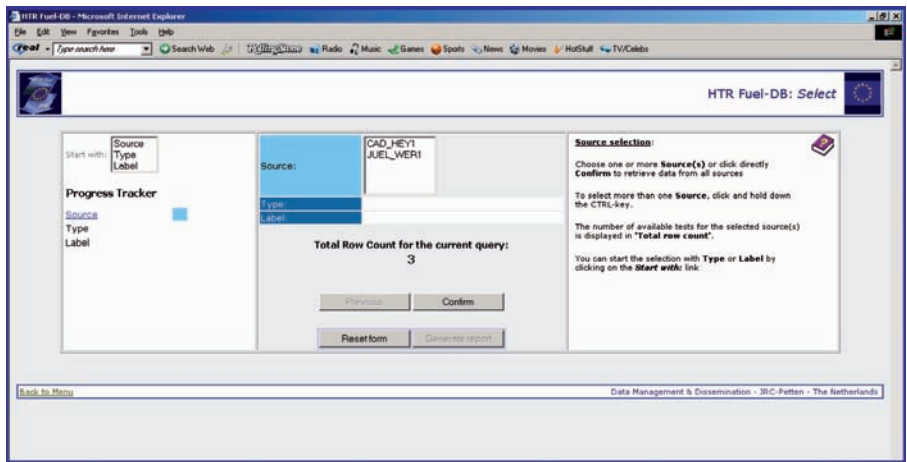 HTR Fuel-DB - Microsoft Internet Explorer
File Edit View Favorites Tools Help
Real Type search here Search Web Radio Music Games Sports News Movies HotStuff TV/Celebs
HTR Fuel-DB: Select
Start with:
Source
Type
Label
Progress Tracker
Source
Type
Label
Source:
CAD_HEY1
JUEL_WER1
Type:
Label:
Total Row Count for the current query:
3
Previous Confirm
Reset form Generate report
Source selection:
Choose one or more Source(s) or click directly
Confirm to retrieve data from all sources
To select more than one Source, click and hold down
the CTRL-key.
The number of available tests for the selected source(s)
is displayed in "Total row count".
You can start the selection with Type or Label by
clicking on the Start with: link
Back to Menu
Data Management & Dissemination - JRC-Petten - The Netherlands